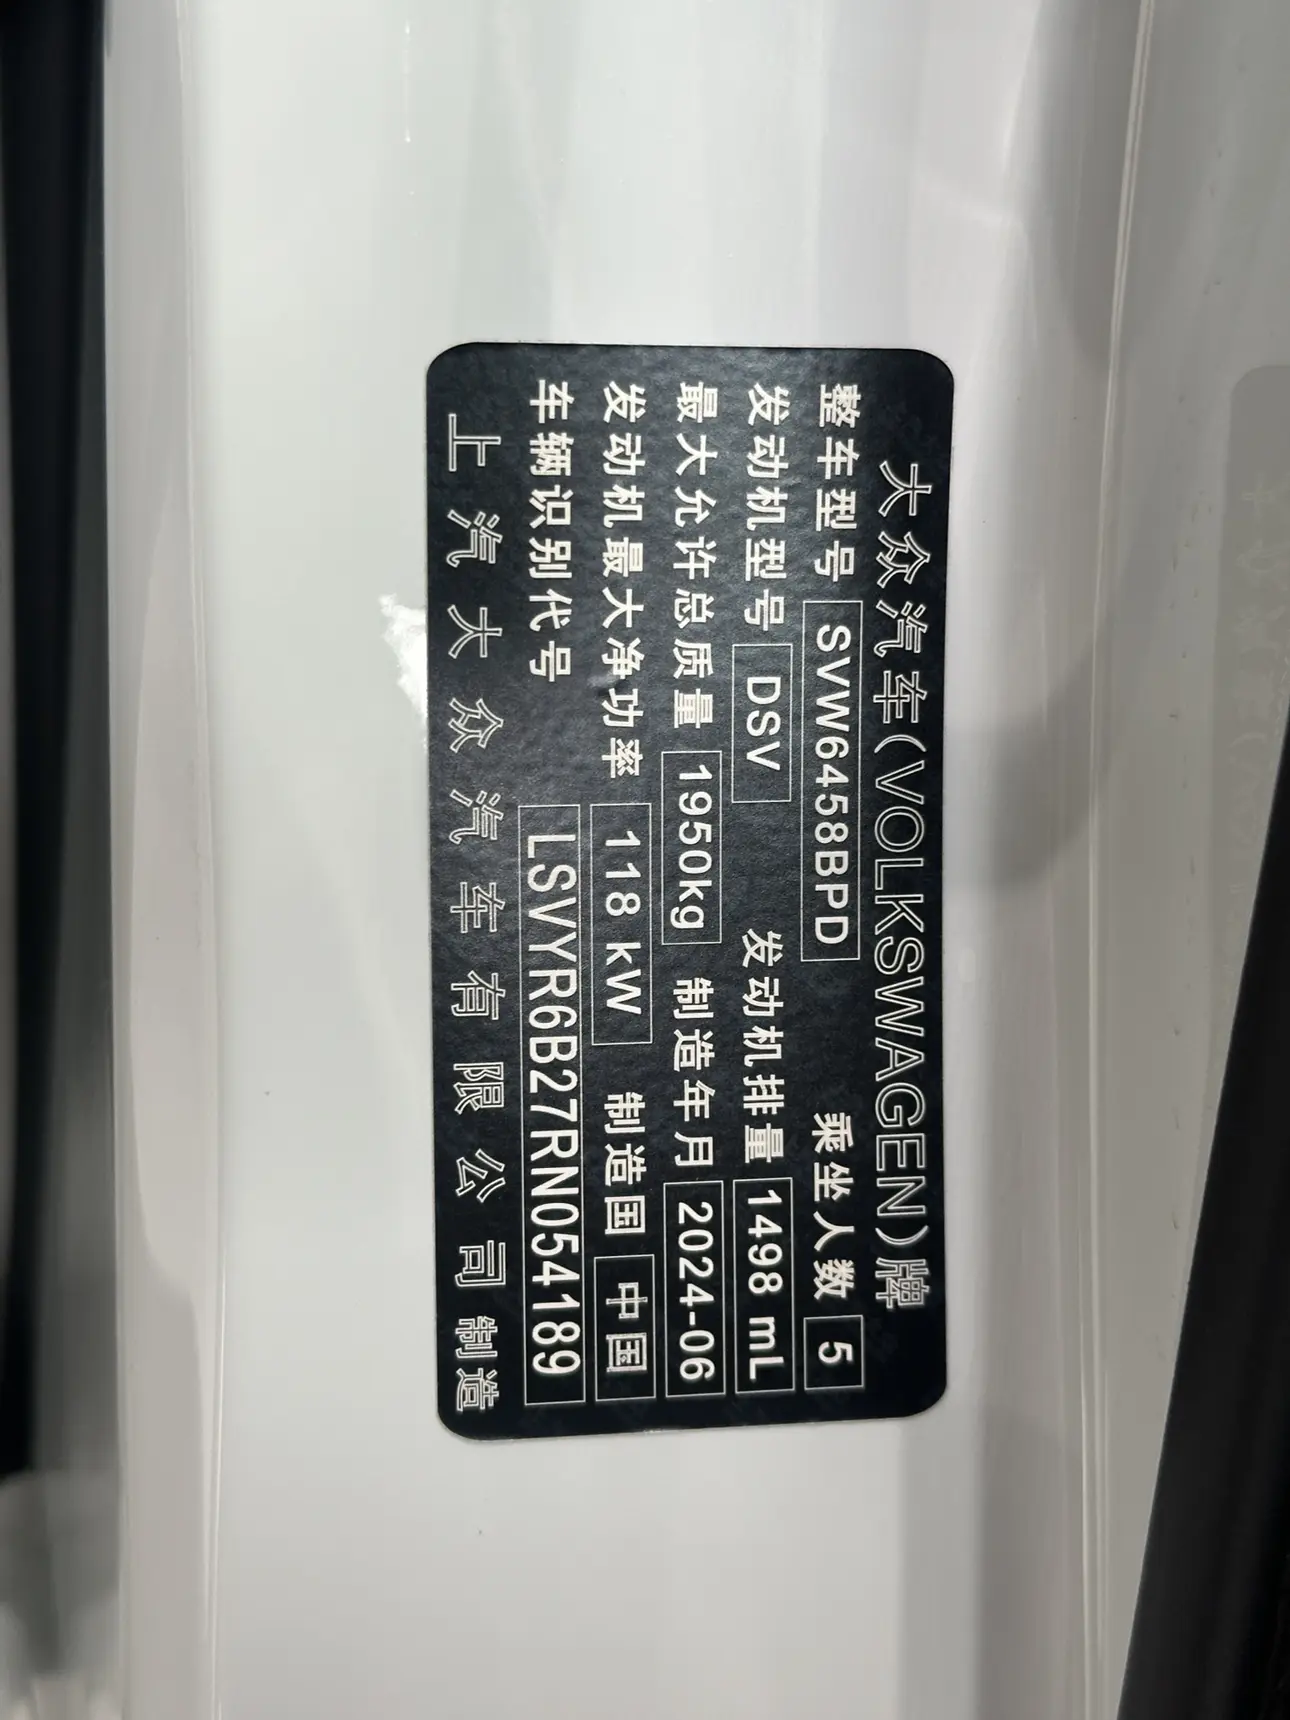 大众汽车(VOLKSWAGEN)牌
整车型号 SVW6458BPD 乘坐人数 5
发动机型号 DSV 发动机排量 1498 mL
最大允许总质量 1950kg 制造年月 2024-06
发动机最大净功率 118 kW 制造国 中国
车辆识别代号 LSVYR6B27RN054189
上汽大众汽车有限公司 制造